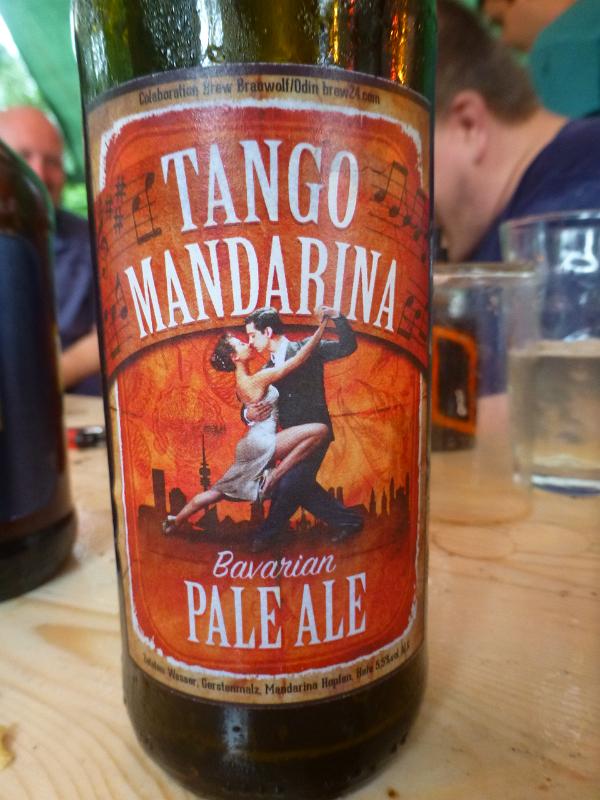 Colaboration Brew Brauwolf/Odin brew24.com
TANGO
MANDARINA
Bavarian
PALE ALE
Zutaten: Wasser, Gerstenmalz, Mandarina Hopfen, Hefe 5,5%vol. Alk.